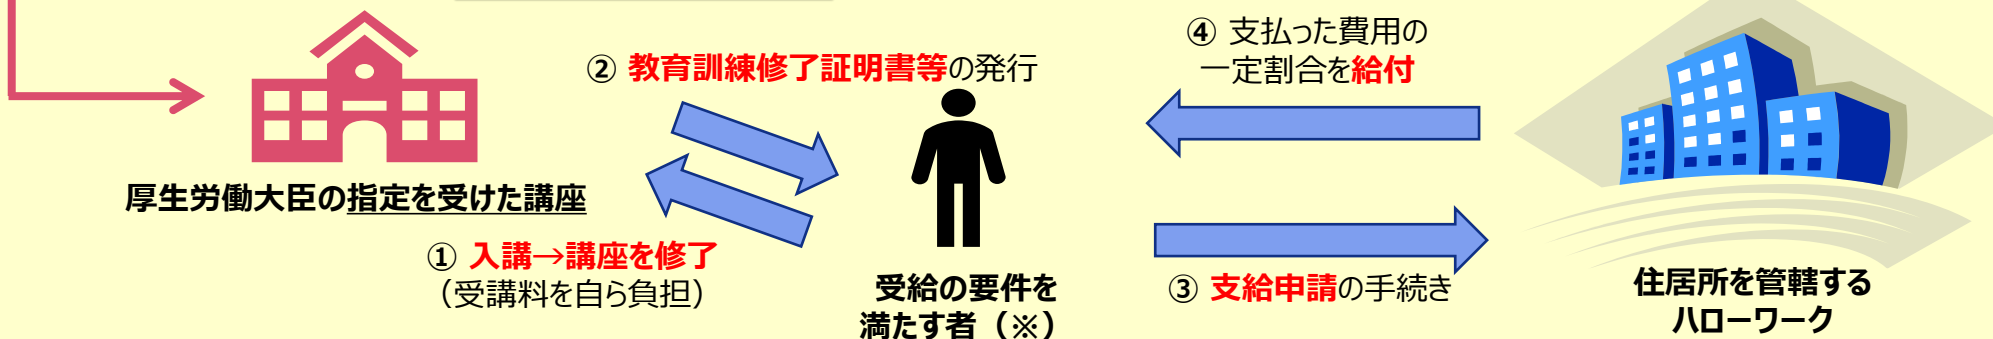 厚生労働大臣の指定を受けた講座
① 入講→講座を修了
（受講料を自ら負担）
② 教育訓練修了証明書等の発行
受給の要件を
満たす者（※）
③ 支給申請の手続き
④ 支払った費用の
一定割合を給付
住居所を管轄する
ハローワーク